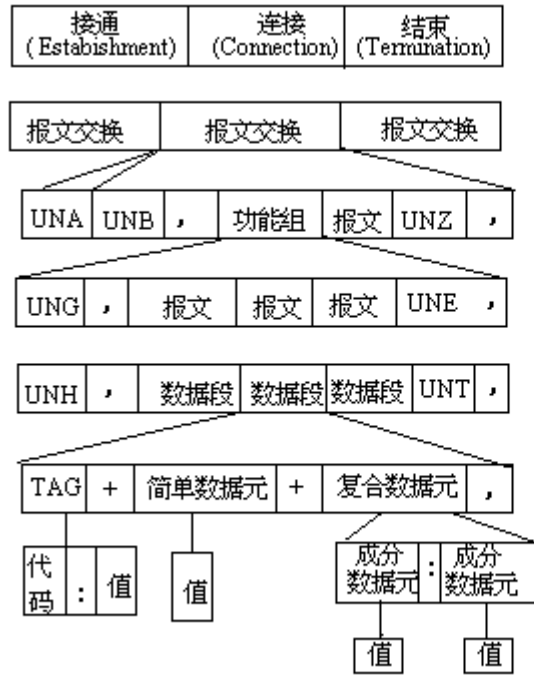 接通 连接 结束
(Estabishment) (Connection) (Termination)
报文交换 报文交换 报文交换
UNA UNB , 功能组 报文 UNZ ,
UNG , 报文 报文 报文 UNE ,
UNH , 数据段 数据段 数据段 UNT ,
TAG + 简单数据元 + 复合数据元 ,
代码 : 值 值 成分数据元 : 成分数据元
值 值